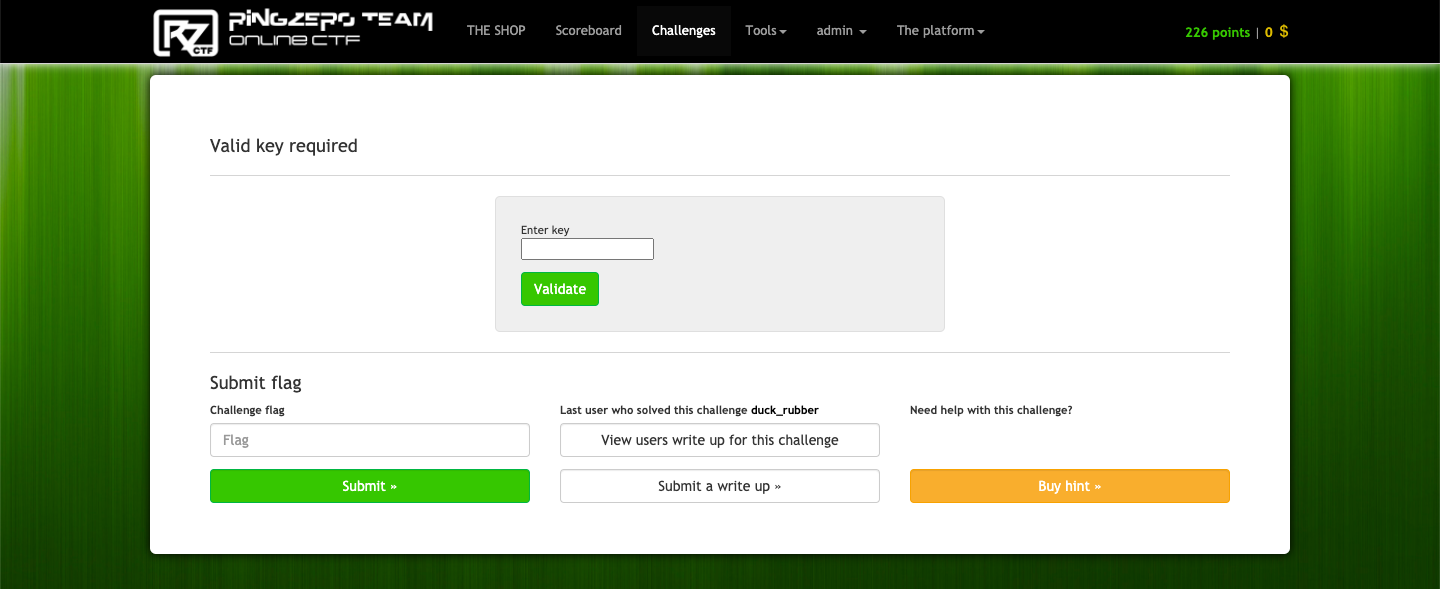 RINGZERO TEAM
ONLINE CTF
RZ
CTF
THE SHOP Scoreboard Challenges Tools admin The platform 226 points | 0 $
Valid key required
Enter key
Validate
Submit flag
Challenge flag Last user who solved this challenge duck_rubber Need help with this challenge?
Flag View users write up for this challenge
Submit » Submit a write up » Buy hint »